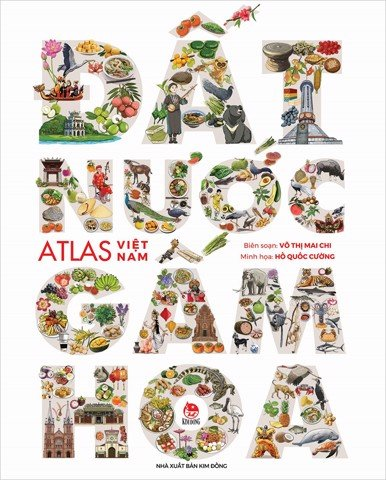 ĐẤT
NƯỚC
ATLAS VIỆT NAM
Biên soạn: VÕ THỊ MAI CHI
Minh họa: HỒ QUỐC CƯỜNG
GẤM
HOA
KIM ĐỒNG
NHÀ XUẤT BẢN KIM ĐỒNG